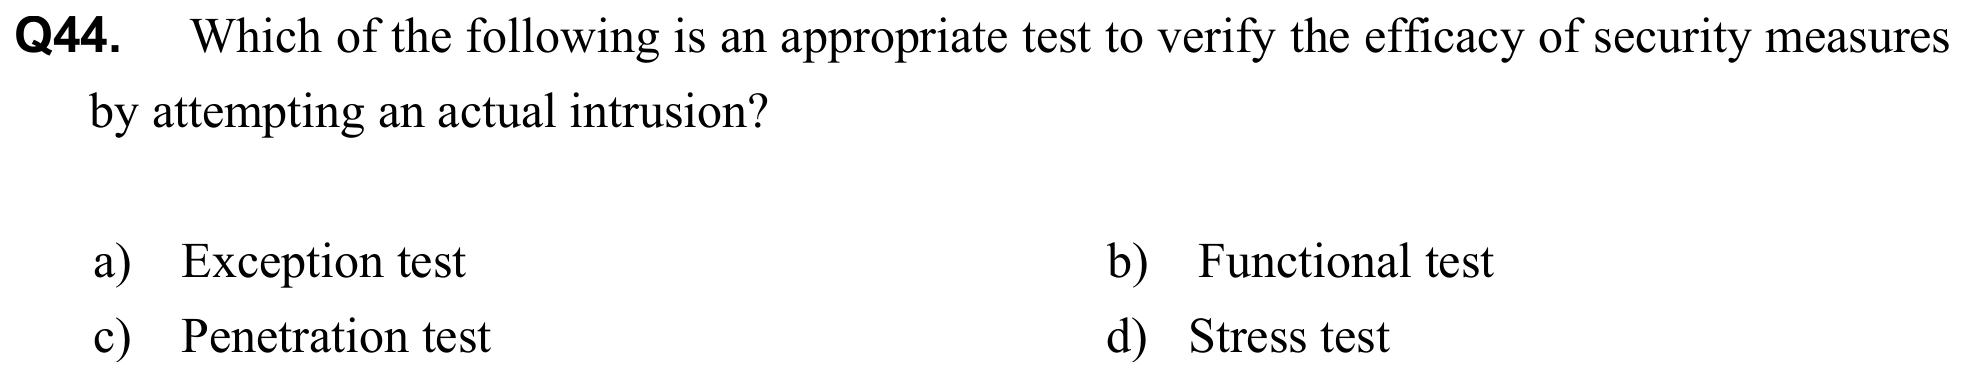 Q44. Which of the following is an appropriate test to verify the efficacy of security measures
by attempting an actual intrusion?
a) Exception test b) Functional test
c) Penetration test d) Stress test